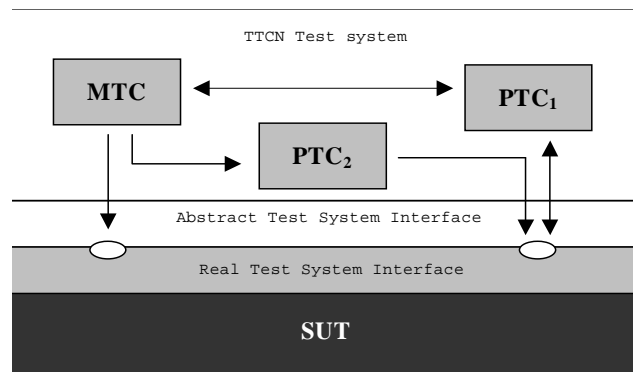 TTCN Test system
MTC
PTC₁
PTC₂
Abstract Test System Interface
Real Test System Interface
SUT